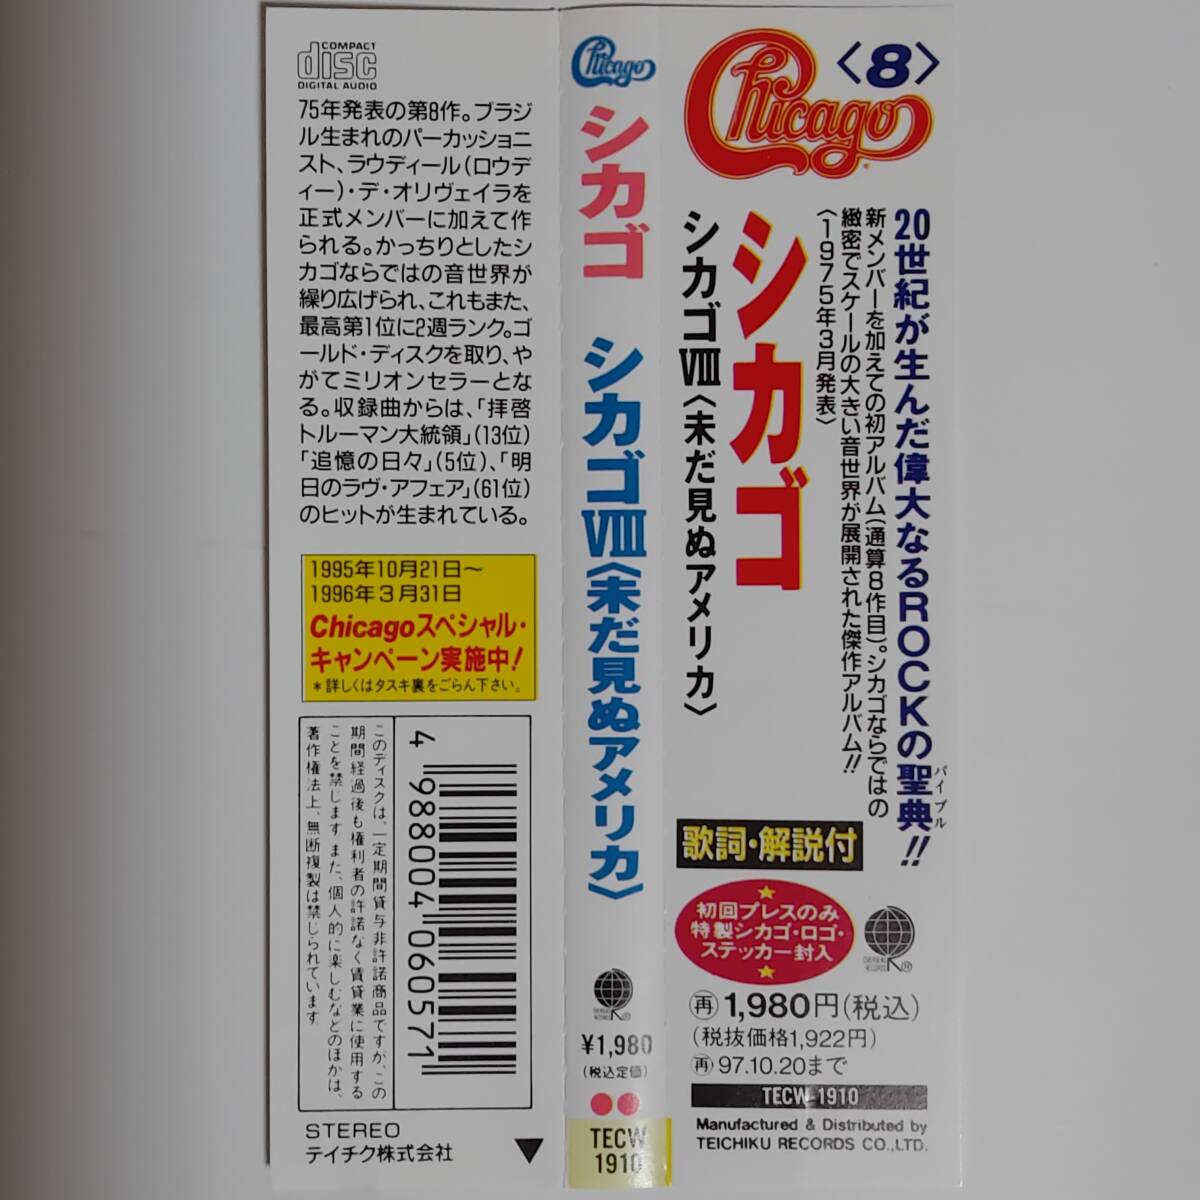 COMPACT
disc
DIGITAL AUDIO
75年発表の第8作。ブラジ
ル生まれのパーカッショニ
スト、ラウディール(ロウデ
ィー)・デ・オリヴェイラを
正式メンバーに加えて作
られる。かっちりとしたシ
カゴならではの音世界が
繰り広げられ、これもまた、
最高第1位に2週ランク。ゴ
ールド・ディスクを取り、や
がてミリオンセラーとな
る。収録曲からは、「拝啓
トルーマン大統領」(13位)
「追憶の日々」(5位)、「明
日のラヴ・アフェア」(61位)
のヒットが生まれている。
1995年10月21日〜
1996年3月31日
Chicagoスペシャル・
キャンペーン実施中!
*詳しくはタスキ裏をごらん下さい。
このディスクは、一定期間貸与非許諾商品ですが、この
期間経過後も権利者の許諾なく賃貸業に使用する
ことを禁じます。また、個人的に楽しむなどのほかは、
著作権法上、無断複製は禁じられています。
4 988004 060571
STEREO
テイチク株式会社
Chicago
シカゴ シカゴⅧ〈未だ見ぬアメリカ〉
¥1,980
(税込定価)
TECW
1910
Chicago
〈8〉
20世紀が生んだ偉大なるROCKの聖典!!
バイブル
新メンバーを加えての初アルバム(通算8作目)。シカゴならではの
緻密でスケールの大きい音世界が展開された傑作アルバム!!
〈1975年3月発表〉
シカゴ
シカゴⅧ〈未だ見ぬアメリカ〉
歌詞・解説付
初回プレスのみ
特製シカゴ・ロゴ・
ステッカー封入
再 1,980円(税込)
(税抜価格1,922円)
再 97.10.20まで
TECW-1910
Manufactured & Distributed by
TEICHIKU RECORDS CO.,LTD.